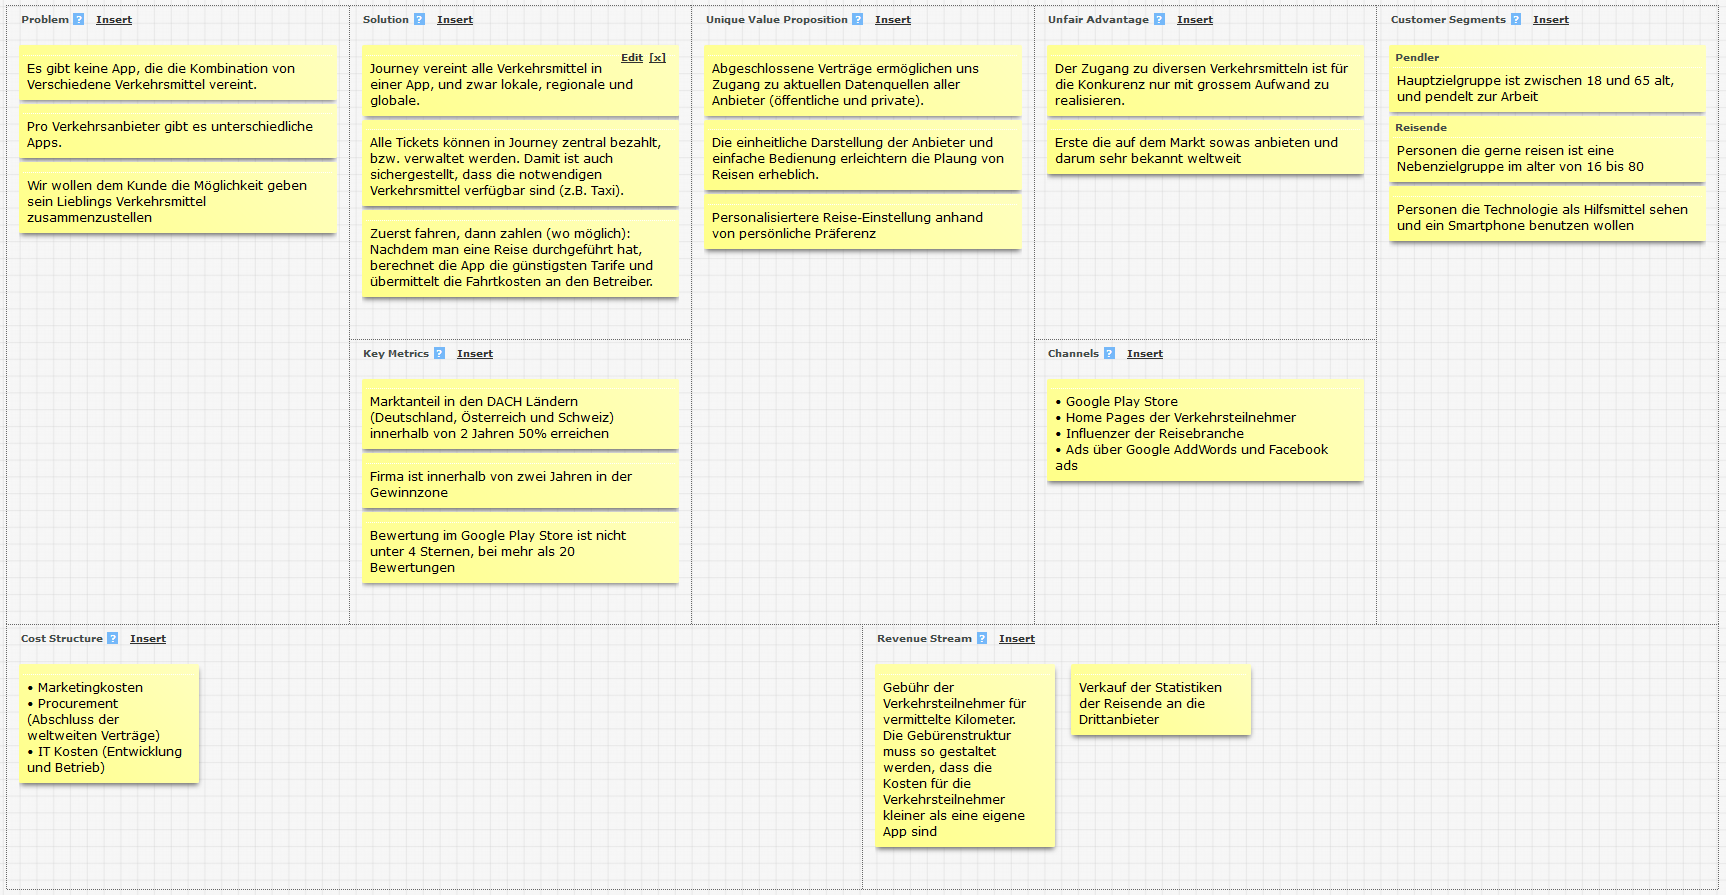 Problem ? Insert
Es gibt keine App, die die Kombination von
Verschiedene Verkehrsmittel vereint.
Pro Verkehrsanbieter gibt es unterschiedliche
Apps.
Wir wollen dem Kunde die Möglichkeit geben
sein Lieblings Verkehrsmittel
zusammenzustellen
Solution ? Insert
Edit [x]
Journey vereint alle Verkehrsmittel in
einer App, und zwar lokale, regionale und
globale.
Alle Tickets können in Journey zentral bezahlt,
bzw. verwaltet werden. Damit ist auch
sichergestellt, dass die notwendigen
Verkehrsmittel verfügbar sind (z.B. Taxi).
Zuerst fahren, dann zahlen (wo möglich):
Nachdem man eine Reise durchgeführt hat,
berechnet die App die günstigsten Tarife und
übermittelt die Fahrtkosten an den Betreiber.
Key Metrics ? Insert
Marktanteil in den DACH Ländern
(Deutschland, Österreich und Schweiz)
innerhalb von 2 Jahren 50% erreichen
Firma ist innerhalb von zwei Jahren in der
Gewinnzone
Bewertung im Google Play Store ist nicht
unter 4 Sternen, bei mehr als 20
Bewertungen
Unique Value Proposition ? Insert
Abgeschlossene Verträge ermöglichen uns
Zugang zu aktuellen Datenquellen aller
Anbieter (öffentliche und private).
Die einheitliche Darstellung der Anbieter und
einfache Bedienung erleichtern die Plaung von
Reisen erheblich.
Personalisiertere Reise-Einstellung anhand
von persönliche Präferenz
Unfair Advantage ? Insert
Der Zugang zu diversen Verkehrsmitteln ist für
die Konkurenz nur mit grossem Aufwand zu
realisieren.
Erste die auf dem Markt sowas anbieten und
darum sehr bekannt weltweit
Channels ? Insert
• Google Play Store
• Home Pages der Verkehrsteilnehmer
• Influenzer der Reisebranche
• Ads über Google AddWords und Facebook
ads
Customer Segments ? Insert
Pendler
Hauptzielgruppe ist zwischen 18 und 65 alt,
und pendelt zur Arbeit
Reisende
Personen die gerne reisen ist eine
Nebenzielgruppe im alter von 16 bis 80
Personen die Technologie als Hilfsmittel sehen
und ein Smartphone benutzen wollen
Cost Structure ? Insert
• Marketingkosten
• Procurement
(Abschluss der
weltweiten Verträge)
• IT Kosten (Entwicklung
und Betrieb)
Revenue Stream ? Insert
Gebühr der
Verkehrsteilnehmer für
vermittelte Kilometer.
Die Gebürenstruktur
muss so gestaltet
werden, dass die
Kosten für die
Verkehrsteilnehmer
kleiner als eine eigene
App sind
Verkauf der Statistiken
der Reisende an die
Drittanbieter